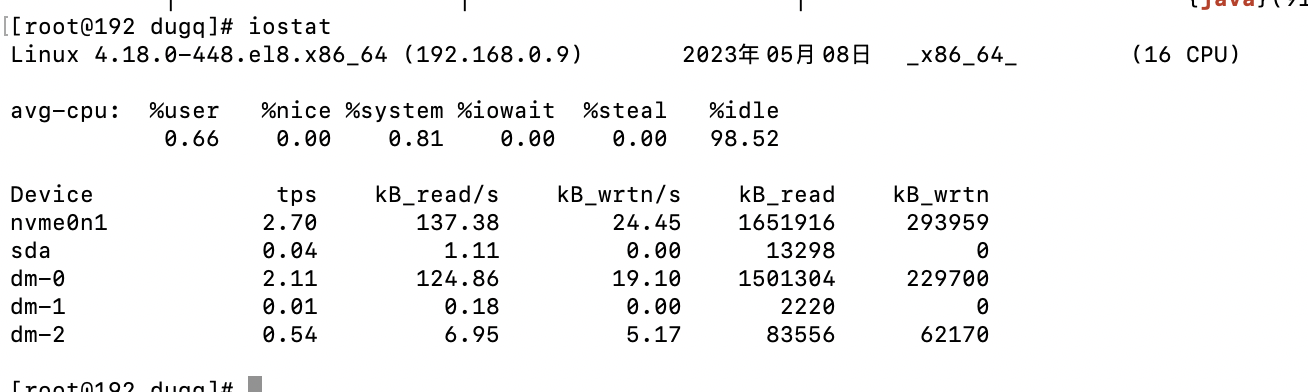 {java}(91
[root@192 dugq]# iostat
Linux 4.18.0-448.el8.x86_64 (192.168.0.9) 2023年05月08日 _x86_64_ (16 CPU)
avg-cpu: %user %nice %system %iowait %steal %idle
0.66 0.00 0.81 0.00 0.00 98.52
Device tps kB_read/s kB_wrtn/s kB_read kB_wrtn
nvme0n1 2.70 137.38 24.45 1651916 293959
sda 0.04 1.11 0.00 13298 0
dm-0 2.11 124.86 19.10 1501304 229700
dm-1 0.01 0.18 0.00 2220 0
dm-2 0.54 6.95 5.17 83556 62170
[root@192 dugq]#